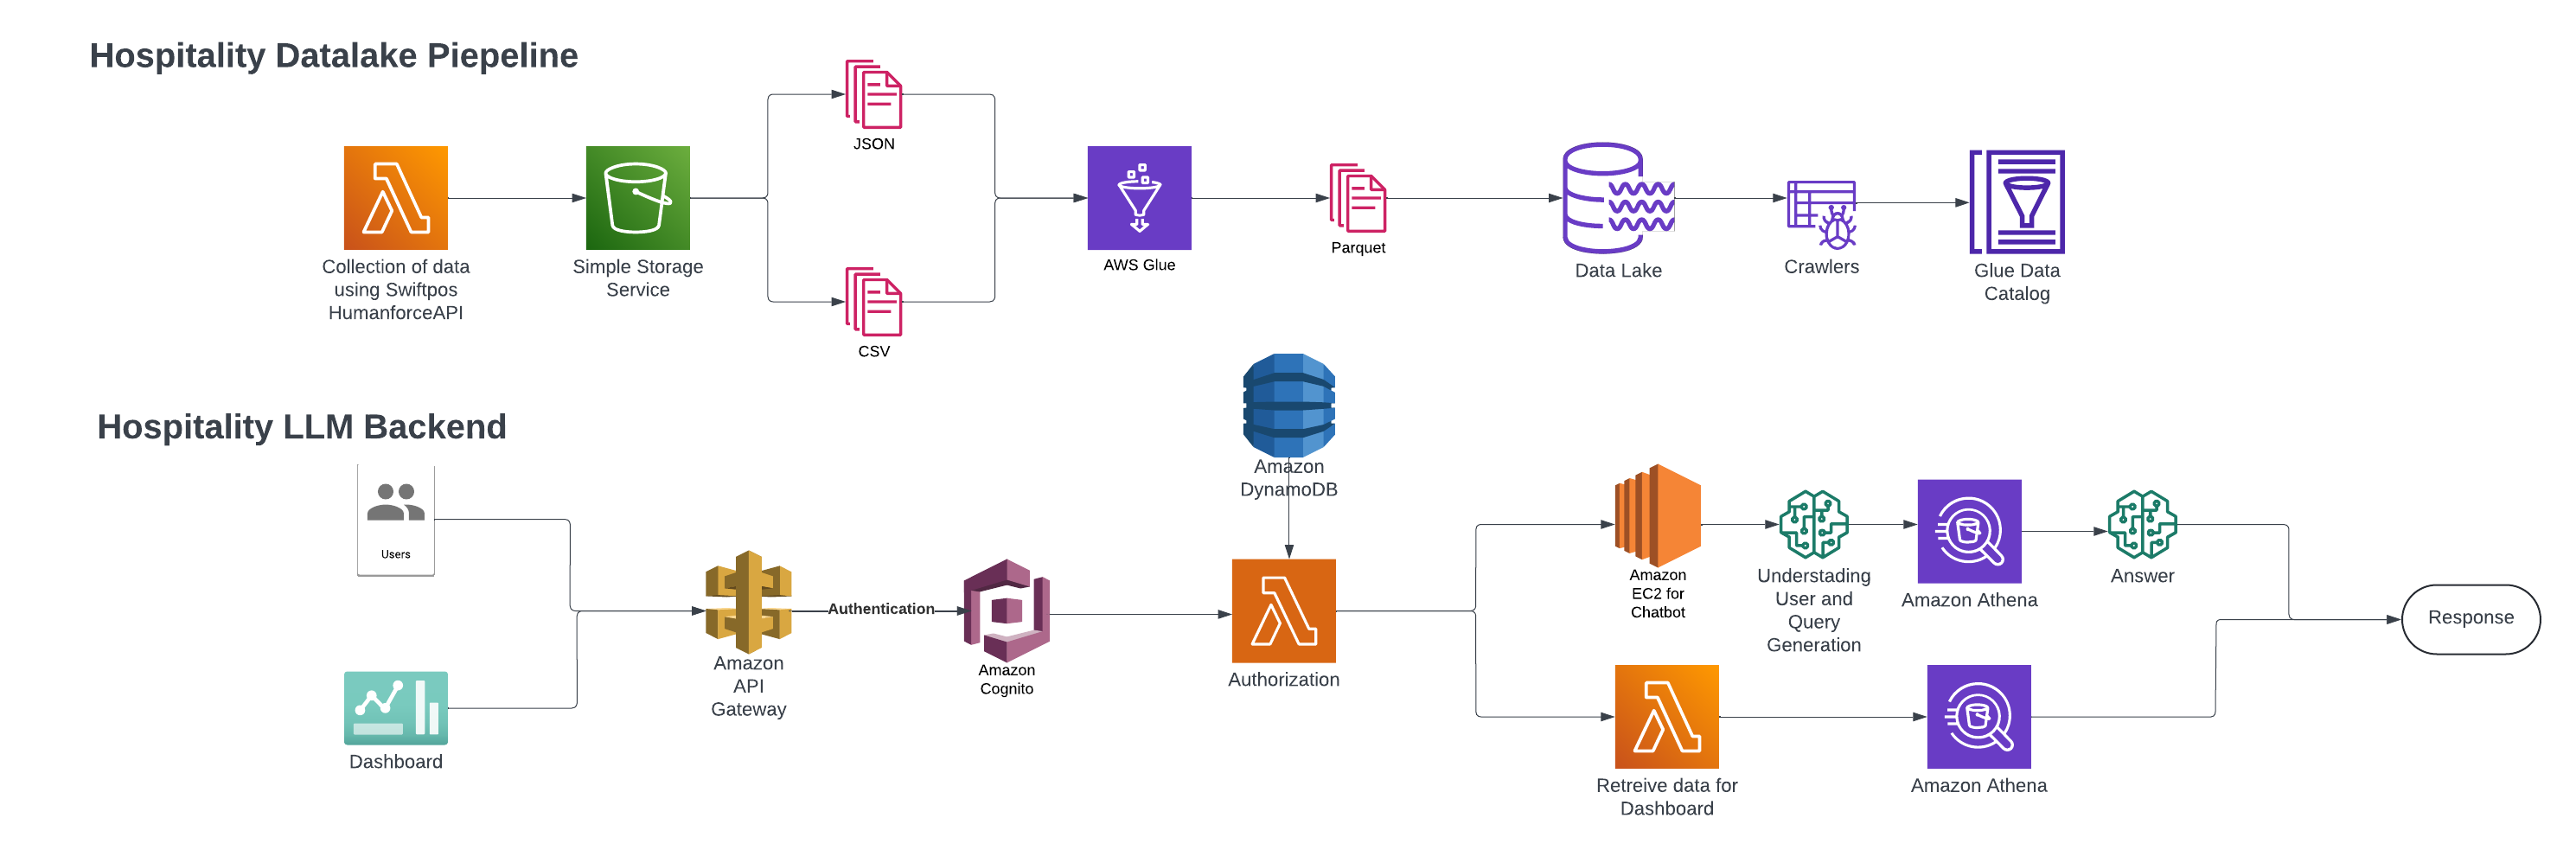 Hospitality Datalake Piepeline
JSON
Collection of data
using Swiftpos
HumanforceAPI
Simple Storage
Service
CSV
AWS Glue
Parquet
Data Lake
Crawlers
Glue Data
Catalog
Hospitality LLM Backend
Users
Dashboard
Amazon
API
Gateway
Authentication
Amazon
Cognito
Amazon
DynamoDB
Authorization
Amazon
EC2 for
Chatbot
Understading
User and
Query
Generation
Amazon Athena
Answer
Retreive data for
Dashboard
Amazon Athena
Response